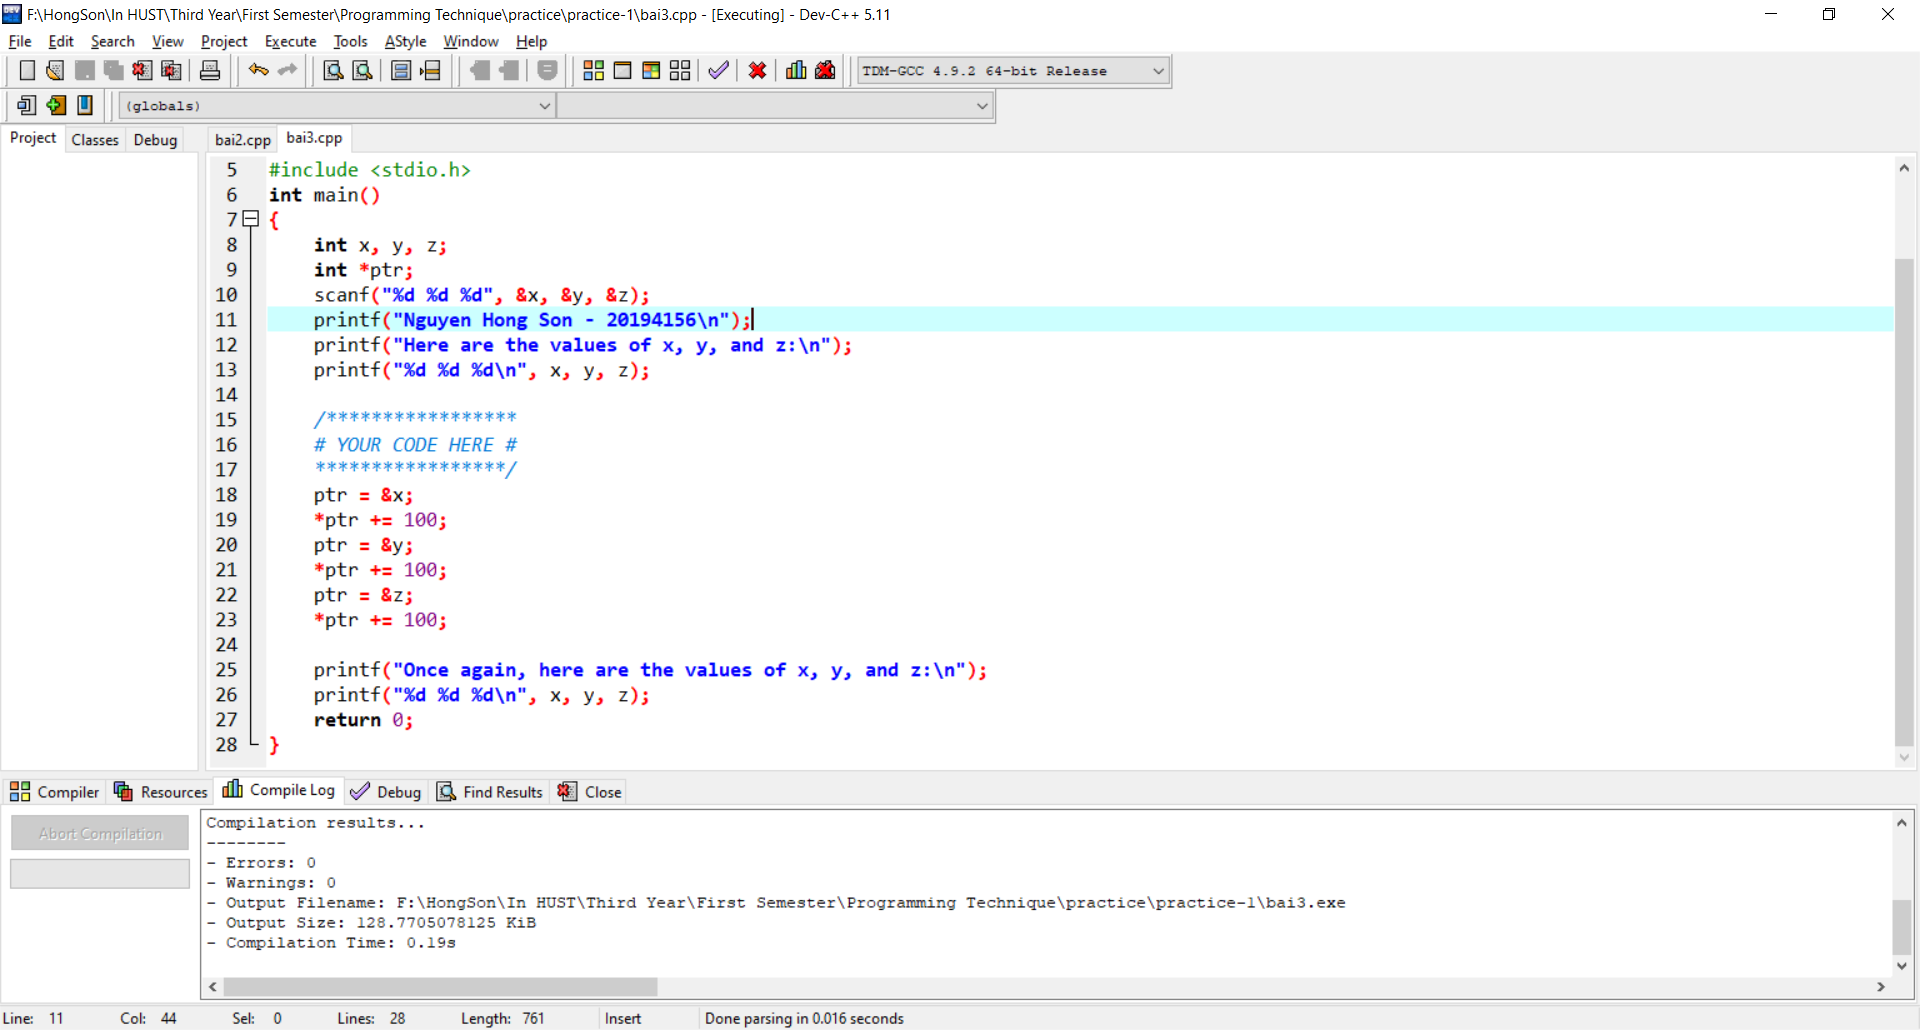 F:\HongSon\In HUST\Third Year\First Semester\Programming Technique\practice\practice-1\bai3.cpp - [Executing] - Dev-C++ 5.11
File Edit Search View Project Execute Tools AStyle Window Help
TDM-GCC 4.9.2 64-bit Release
(globals)
Project Classes Debug bai2.cpp bai3.cpp
5 #include <stdio.h>
6 int main()
7 {
8 int x, y, z;
9 int *ptr;
10 scanf("%d %d %d", &x, &y, &z);
11 printf("Nguyen Hong Son - 20194156\n");
12 printf("Here are the values of x, y, and z:\n");
13 printf("%d %d %d\n", x, y, z);
14
15 /*****************
16 # YOUR CODE HERE #
17 *****************/
18 ptr = &x;
19 *ptr += 100;
20 ptr = &y;
21 *ptr += 100;
22 ptr = &z;
23 *ptr += 100;
24
25 printf("Once again, here are the values of x, y, and z:\n");
26 printf("%d %d %d\n", x, y, z);
27 return 0;
28 }
Compiler Resources Compile Log Debug Find Results Close
Abort Compilation
Compilation results...
--------
- Errors: 0
- Warnings: 0
- Output Filename: F:\HongSon\In HUST\Third Year\First Semester\Programming Technique\practice\practice-1\bai3.exe
- Output Size: 128.7705078125 KiB
- Compilation Time: 0.19s
Line: 11 Col: 44 Sel: 0 Lines: 28 Length: 761 Insert Done parsing in 0.016 seconds